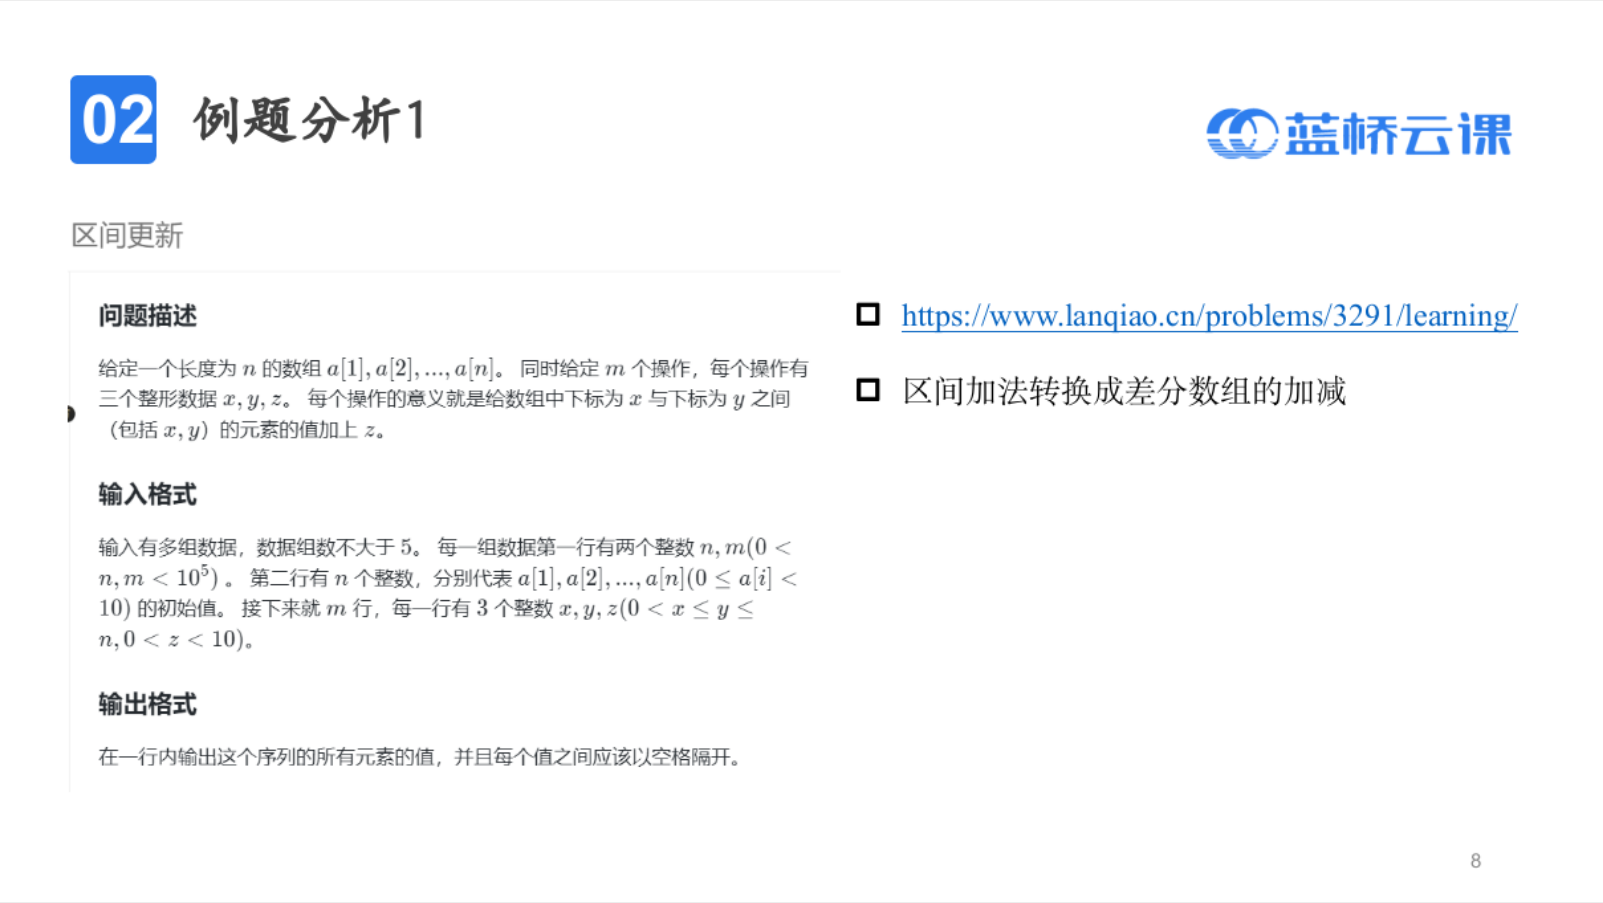 02 例题分析1
蓝桥云课
区间更新
问题描述
给定一个长度为 n 的数组 a[1], a[2], ..., a[n]。 同时给定 m 个操作，每个操作有
三个整形数据 x, y, z。 每个操作的意义就是给数组中下标为 x 与下标为 y 之间
（包括 x, y）的元素的值加上 z。
输入格式
输入有多组数据，数据组数不大于 5。 每一组数据第一行有两个整数 n, m(0 <
n, m < 10^5) 。 第二行有 n 个整数，分别代表 a[1], a[2], ..., a[n](0 ≤ a[i] <
10) 的初始值。 接下来就 m 行，每一行有 3 个整数 x, y, z(0 < x ≤ y ≤
n, 0 < z < 10)。
输出格式
在一行内输出这个序列的所有元素的值，并且每个值之间应该以空格隔开。
https://www.lanqiao.cn/problems/3291/learning/
区间加法转换成差分数组的加减
8